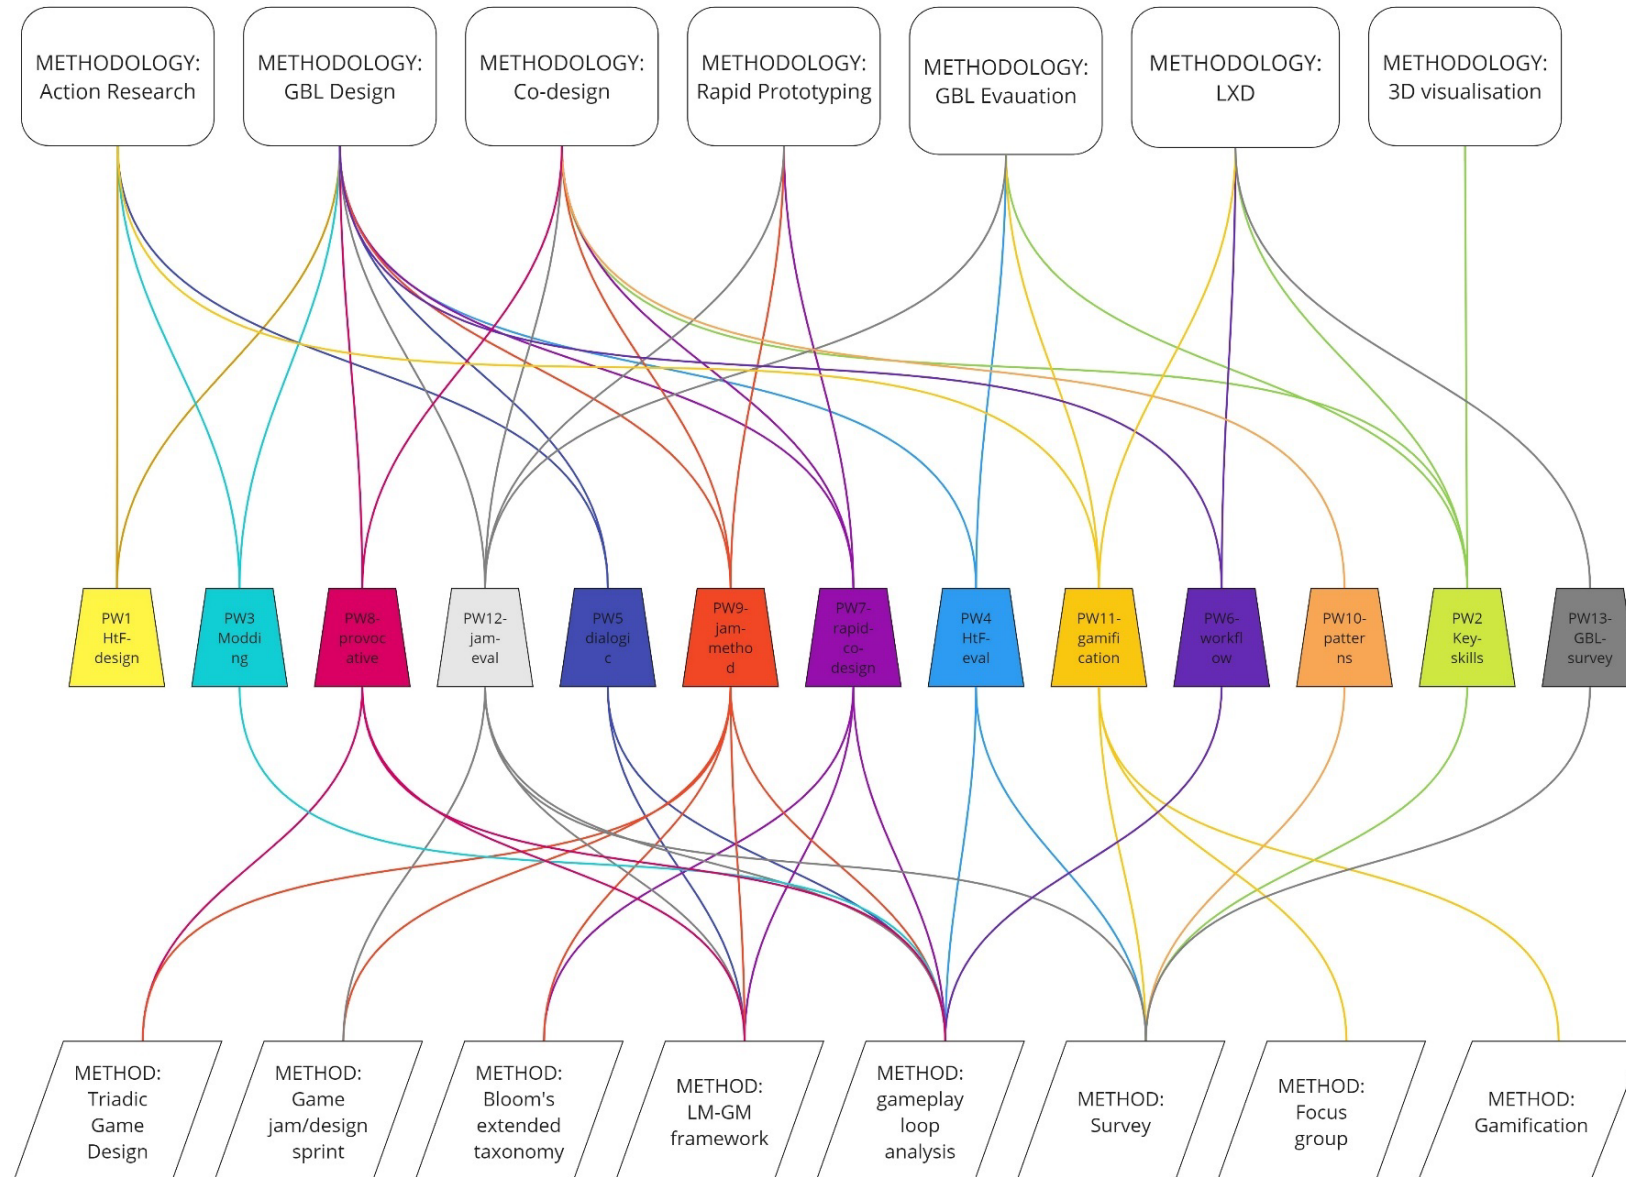 METHODOLOGY:
Action Research
METHODOLOGY:
GBL Design
METHODOLOGY:
Co-design
METHODOLOGY:
Rapid Prototyping
METHODOLOGY:
GBL Evauation
METHODOLOGY:
LXD
METHODOLOGY:
3D visualisation
PW1
HtF-
design
PW3
Moddi
ng
PW8-
provoc
ative
PW12-
jam-
eval
PW5
dialogi
c
PW9-
jam-
metho
d
PW7-
rapid-
co-
design
PW4
HtF-
eval
PW11-
gamifi
cation
PW6-
workfl
ow
PW10-
patter
ns
PW2
Key-
skills
PW13-
GBL-
survey
METHOD:
Triadic
Game
Design
METHOD:
Game
jam/design
sprint
METHOD:
Bloom's
extended
taxonomy
METHOD:
LM-GM
framework
METHOD:
gameplay
loop
analysis
METHOD:
Survey
METHOD:
Focus
group
METHOD:
Gamification